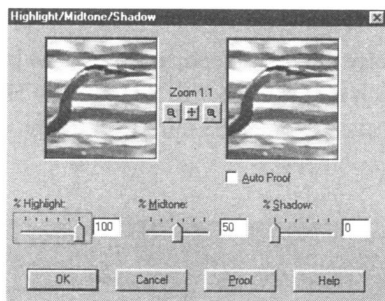 Highlight/Midtone/Shadow
Zoom 1:1
Auto Proof
% Highlight: % Midtone: % Shadow:
100 50 0
OK Cancel Proof Help